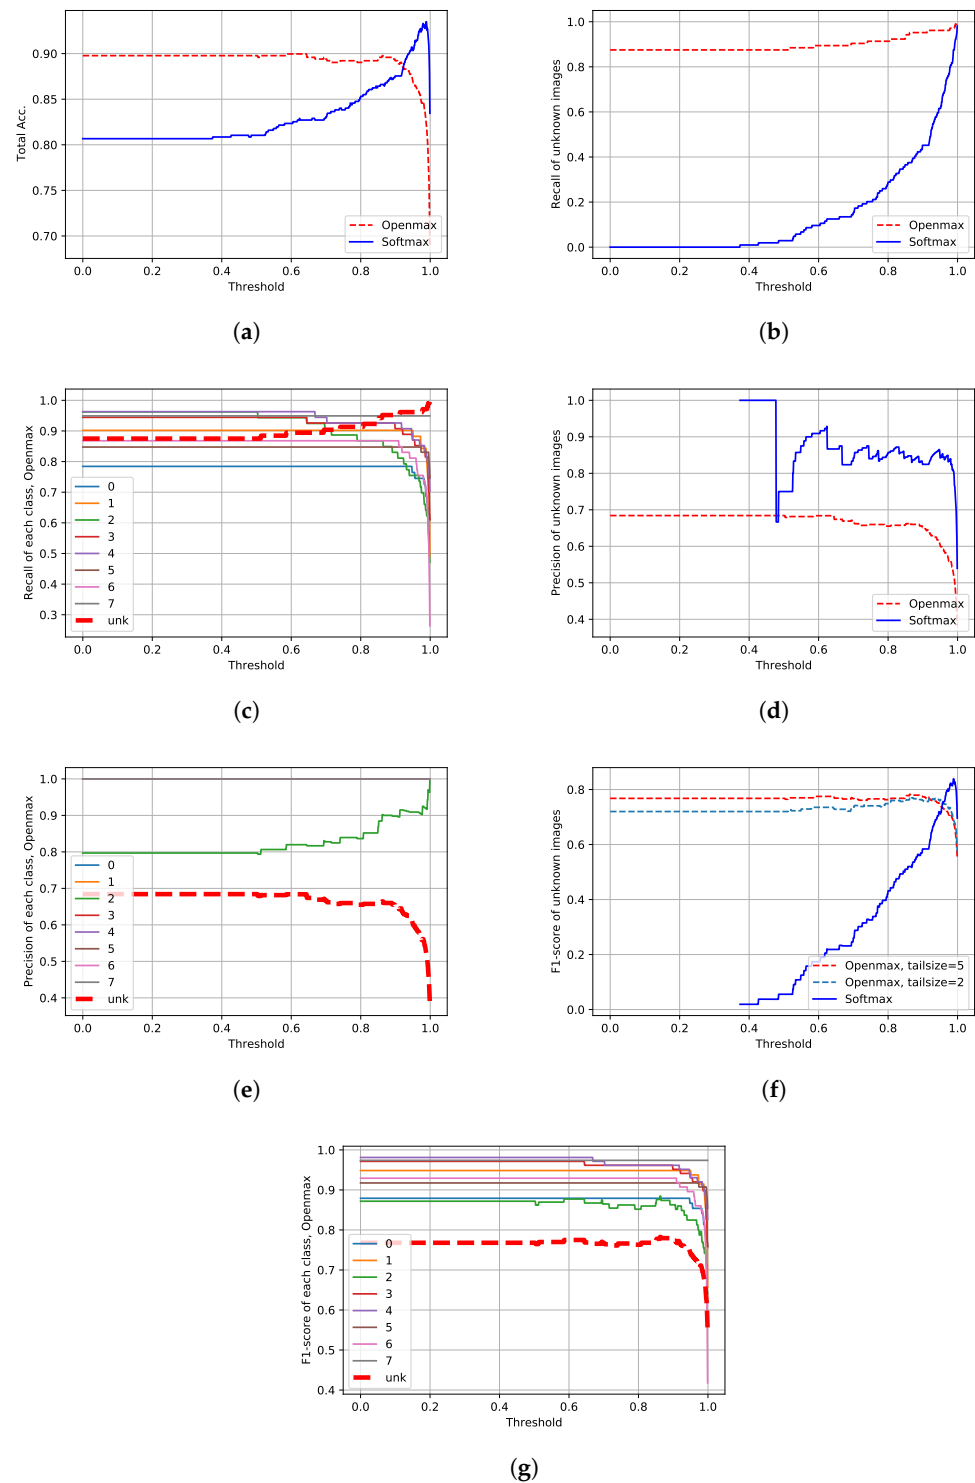 0.90
0.85
0.80
0.75
0.70
Total Acc.
Openmax
Softmax
0.0 0.2 0.4 0.6 0.8 1.0
Threshold
(a)
1.0
0.8
0.6
0.4
0.2
0.0
Recall of unknown images
Openmax
Softmax
0.0 0.2 0.4 0.6 0.8 1.0
Threshold
(b)
1.0
0.9
0.8
0.7
0.6
0.5
0.4
0.3
Recall of each class, Openmax
0
1
2
3
4
5
6
7
unk
0.0 0.2 0.4 0.6 0.8 1.0
Threshold
(c)
1.0
0.9
0.8
0.7
0.6
0.5
0.4
Precision of unknown images
Openmax
Softmax
0.0 0.2 0.4 0.6 0.8 1.0
Threshold
(d)
1.0
0.9
0.8
0.7
0.6
0.5
0.4
Precision of each class, Openmax
0
1
2
3
4
5
6
7
unk
0.0 0.2 0.4 0.6 0.8 1.0
Threshold
(e)
0.8
0.6
0.4
0.2
0.0
F1-score of unknown images
Openmax, tailsize=5
Openmax, tailsize=2
Softmax
0.0 0.2 0.4 0.6 0.8 1.0
Threshold
(f)
1.0
0.9
0.8
0.7
0.6
0.5
0.4
F1-score of each class, Openmax
0
1
2
3
4
5
6
7
unk
0.0 0.2 0.4 0.6 0.8 1.0
Threshold
(g)